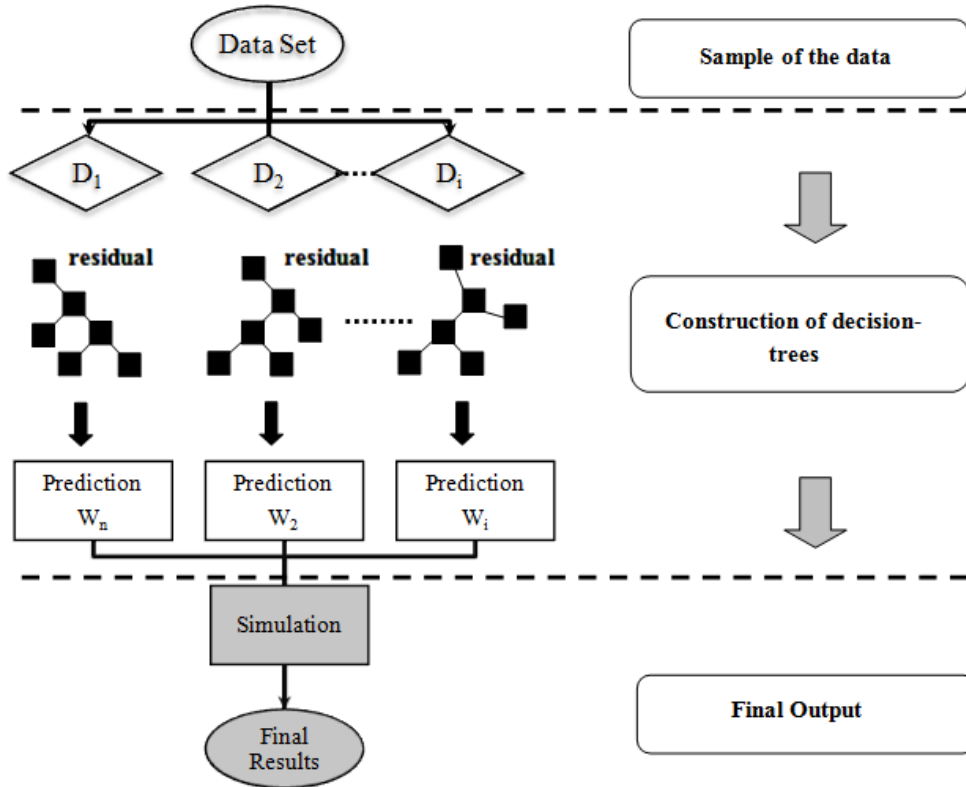 Data Set
Sample of the data
D₁
D₂
Dᵢ
residual
residual
residual
Construction of decision-
trees
Prediction
Wₙ
Prediction
W₂
Prediction
Wᵢ
Simulation
Final Output
Final
Results